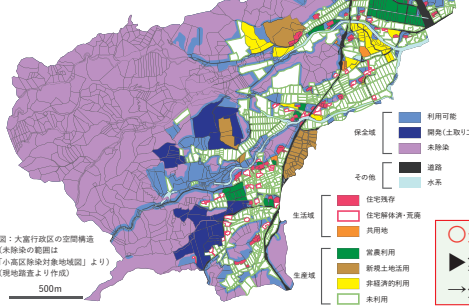 保全域
利用可能
開発(土取り
未除染
その他
道路
水系
生活域
住宅残存
住宅解体済・荒廃
共用地
生産域
営農利用
新規土地活用
非経済的利用
未利用
図:大富行政区の空間構造
(未除染の範囲は
「小高区除染対象地域図」より)
(現地踏査より作成)
500m